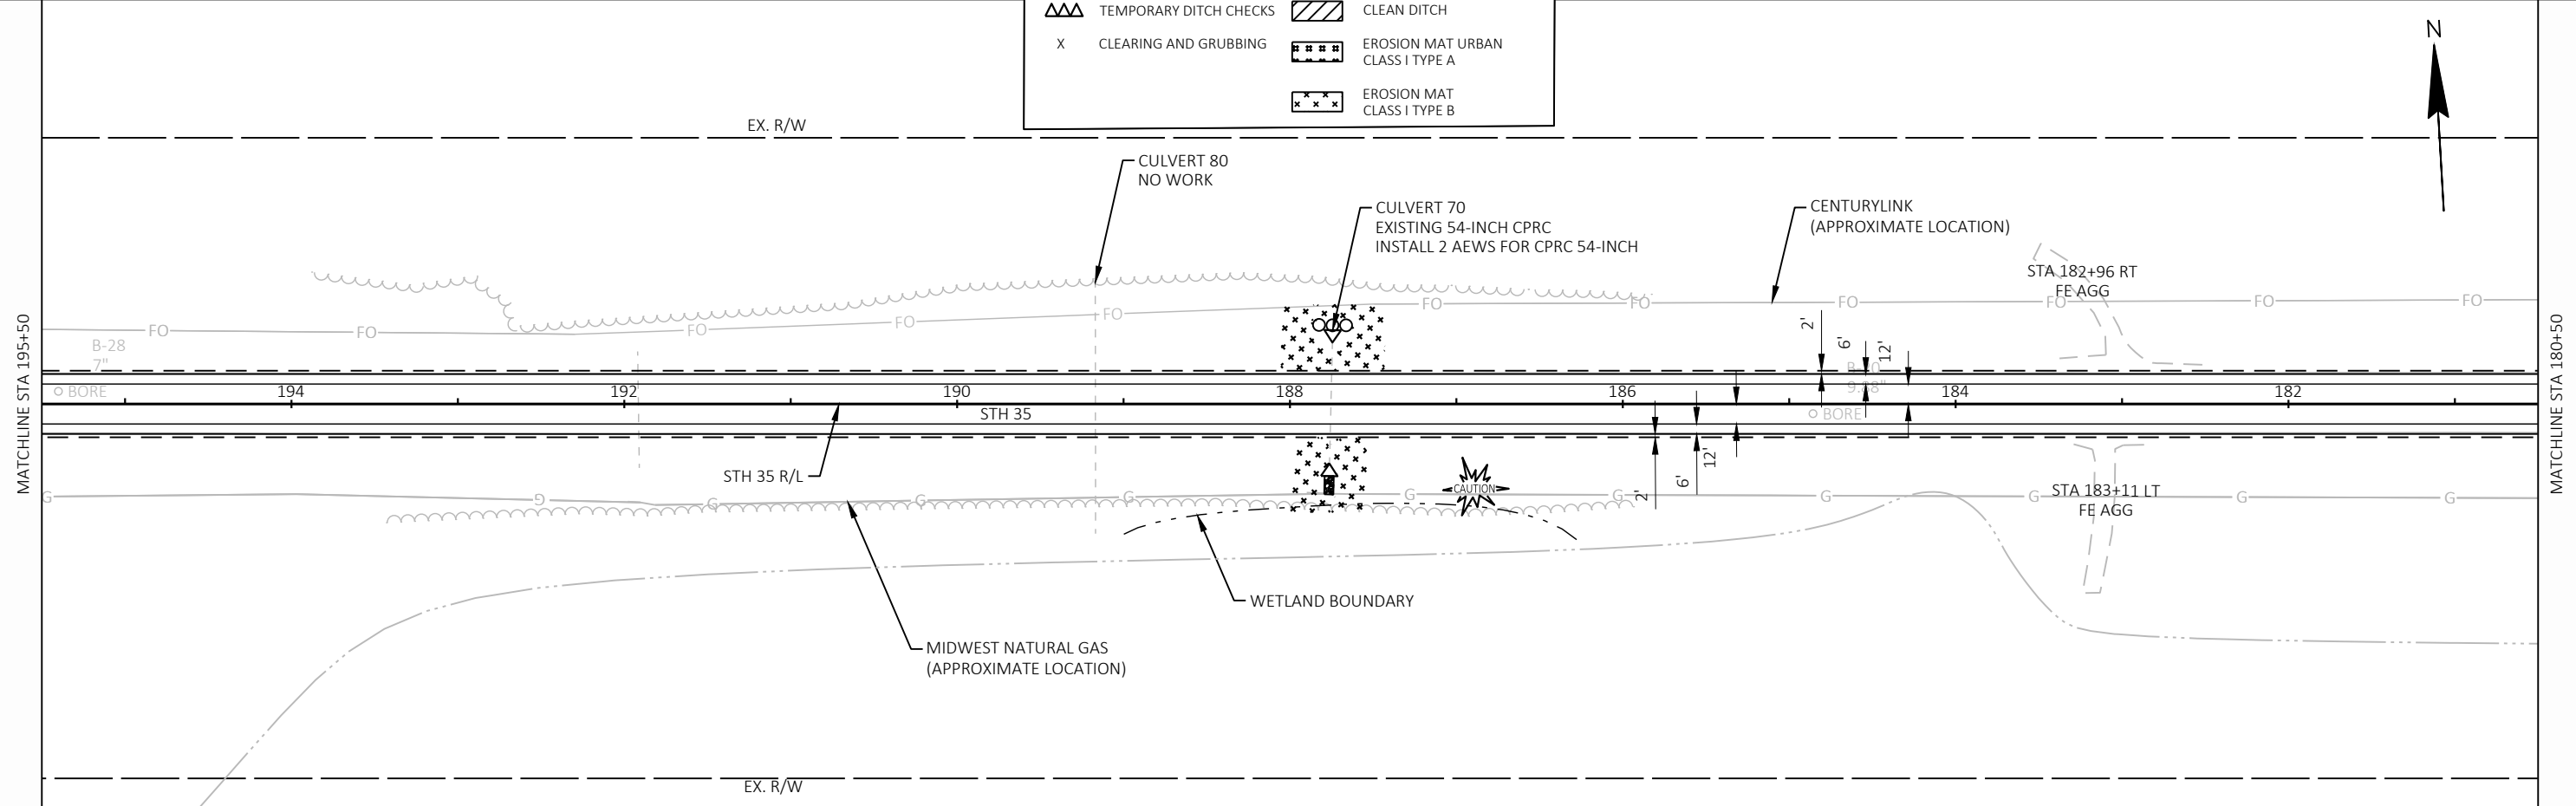 TEMPORARY DITCH CHECKS
CLEAN DITCH
X CLEARING AND GRUBBING
EROSION MAT URBAN
CLASS I TYPE A
EROSION MAT
CLASS I TYPE B
N
EX. R/W
CULVERT 80
NO WORK
CULVERT 70
EXISTING 54-INCH CPRC
INSTALL 2 AEWS FOR CPRC 54-INCH
CENTURYLINK
(APPROXIMATE LOCATION)
STA 182+96 RT
FE AGG
FO FO FO FO FO FO FO FO FO FO FO
B-28
7"
2'
6'
12'
MATCHLINE STA 195+50
MATCHLINE STA 180+50
BORE
194 192 190 188 186 184 182
STH 35
BORE
STH 35 R/L
12'
6'
2'
CAUTION
G G G G G G G G G G G G
STA 183+11 LT
FE AGG
WETLAND BOUNDARY
MIDWEST NATURAL GAS
(APPROXIMATE LOCATION)
EX. R/W